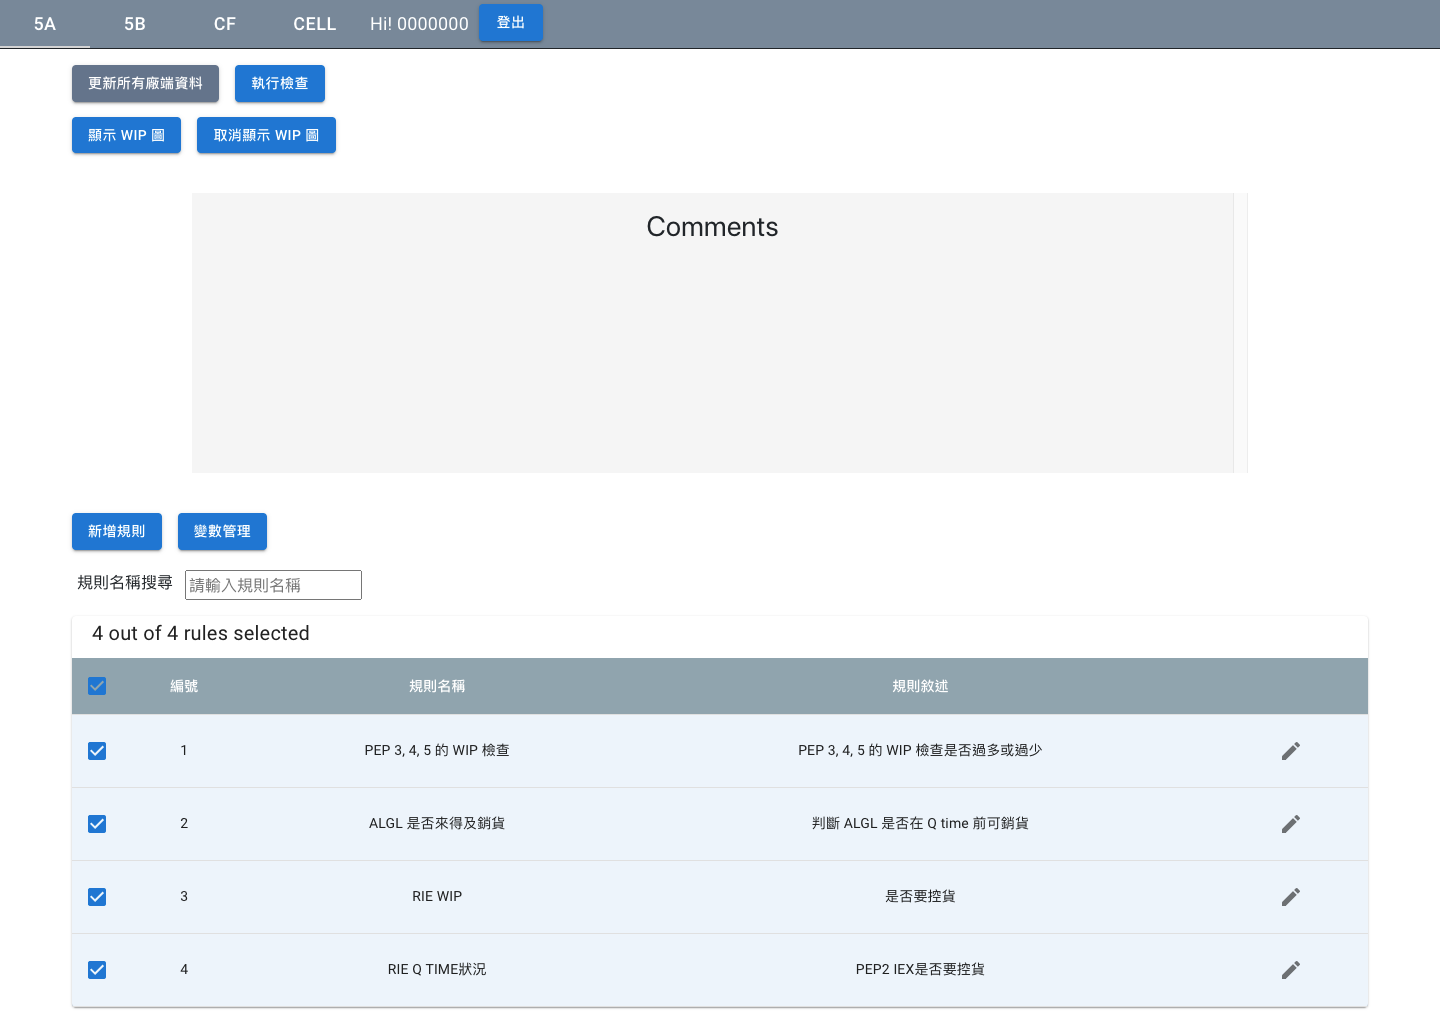 5A 5B CF CELL Hi! 0000000 登出
更新所有廠端資料 執行檢查
顯示 WIP 圖 取消顯示 WIP 圖
Comments
新增規則 變數管理
規則名稱搜尋 請輸入規則名稱
4 out of 4 rules selected
編號 規則名稱 規則敘述
1 PEP 3, 4, 5 的 WIP 檢查 PEP 3, 4, 5 的 WIP 檢查是否過多或過少
2 ALGL 是否來得及銷貨 判斷 ALGL 是否在 Q time 前可銷貨
3 RIE WIP 是否要控貨
4 RIE Q TIME狀況 PEP2 IEX是否要控貨